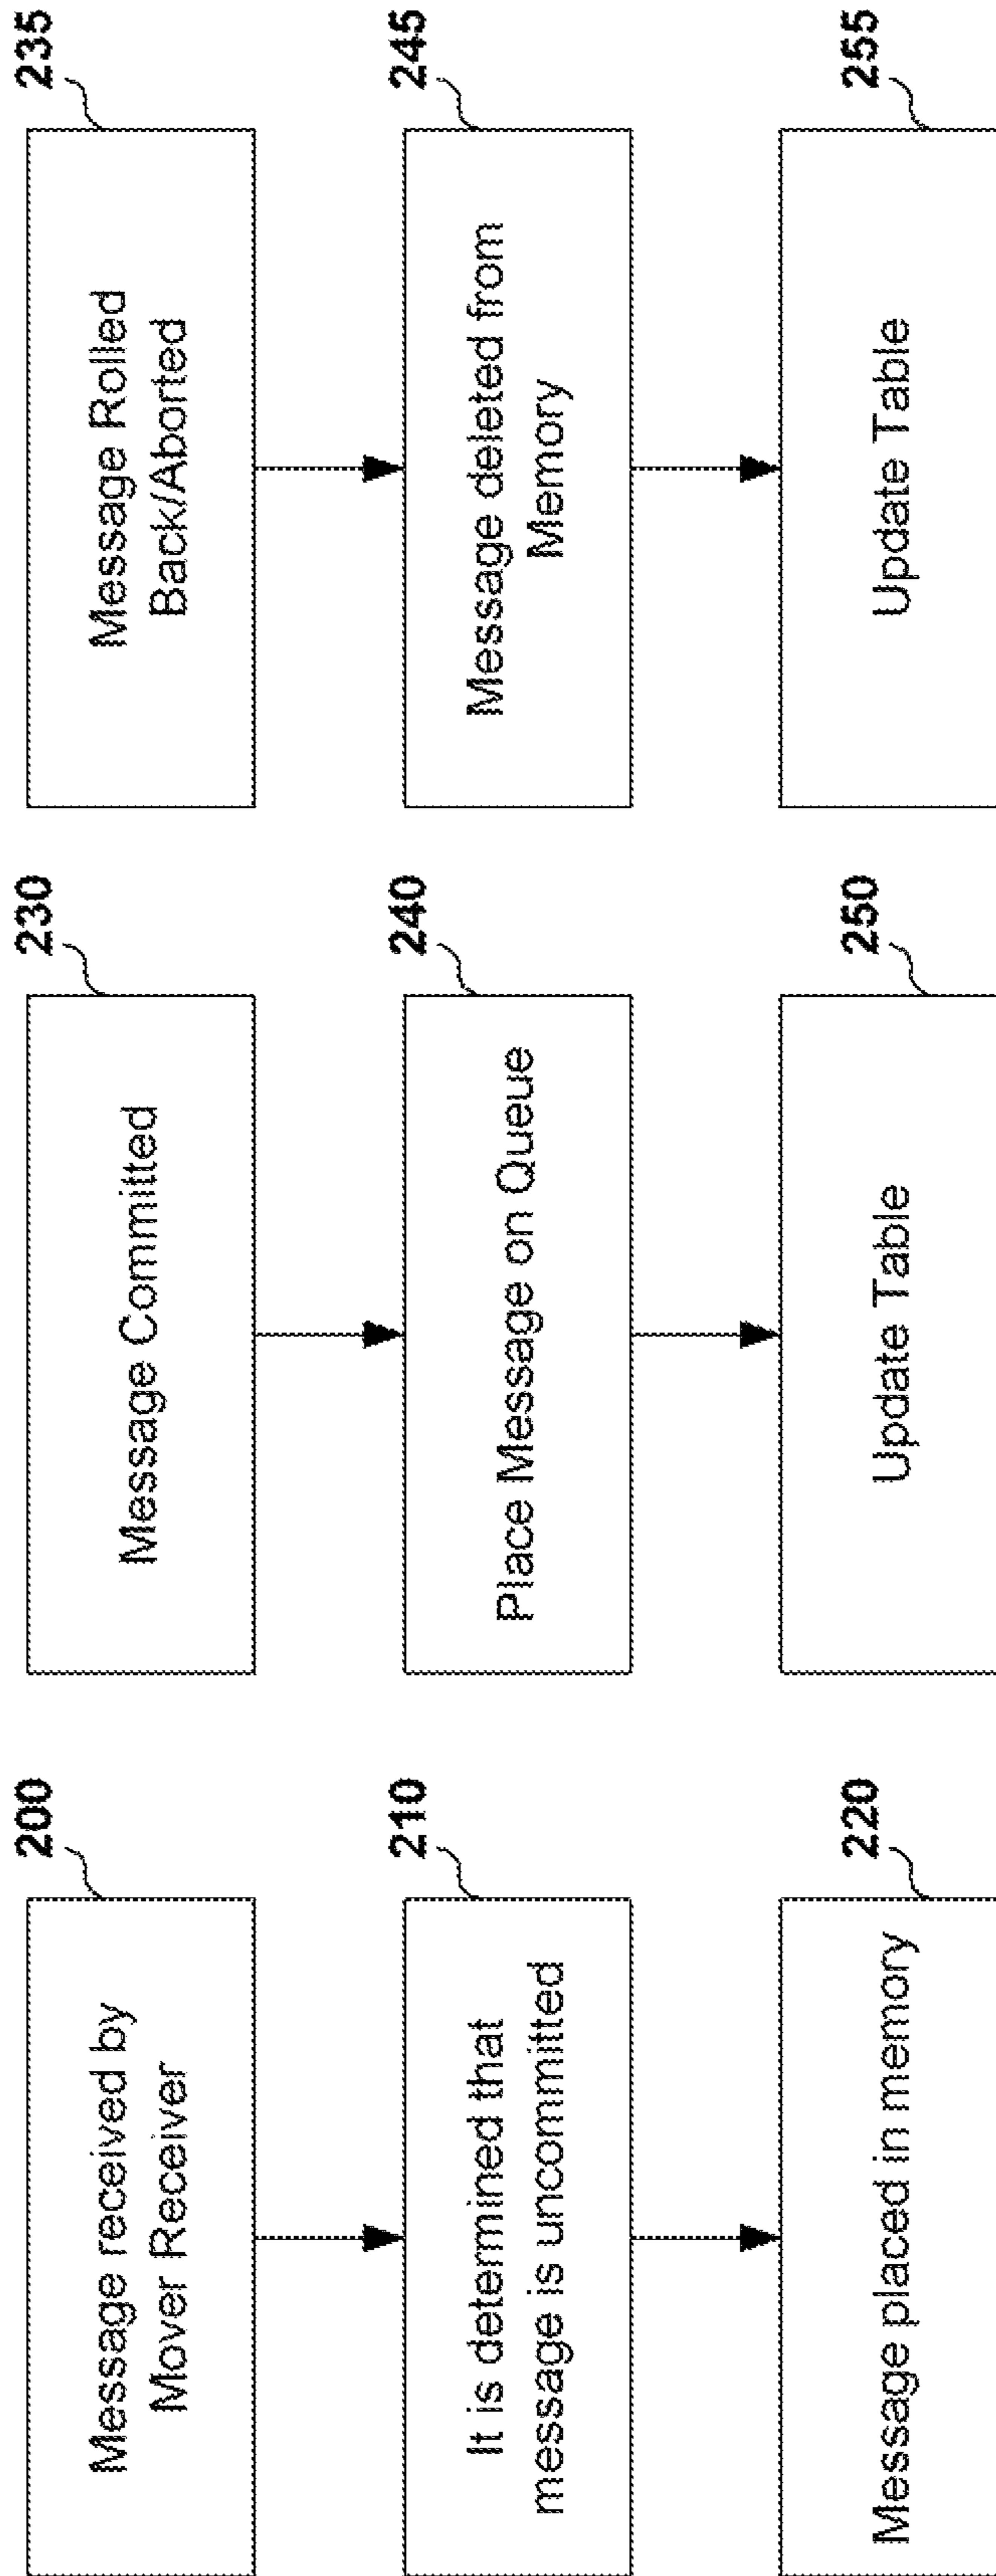 200
Message received by
Mover Receiver
210
It is determined that
message is uncommitted
220
Message placed in memory
230
Message Committed
240
Place Message on Queue
250
Update Table
235
Message Rolled
Back/Aborted
245
Message deleted from
Memory
255
Update Table